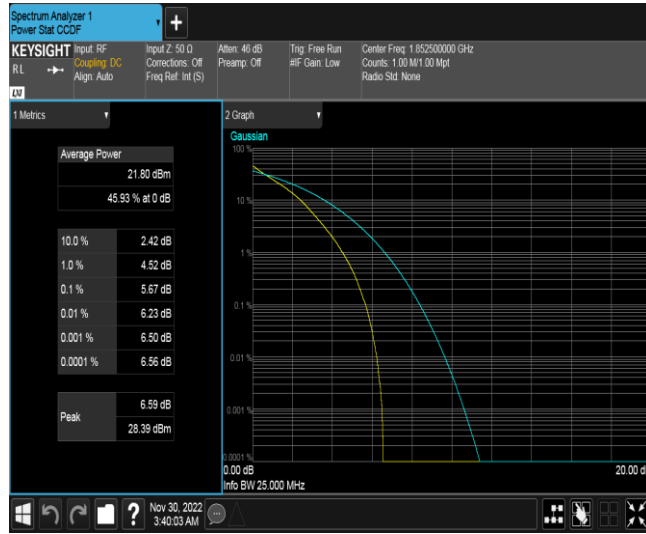 Spectrum Analyzer 1
Power Stat CCDF
+
KEYSIGHT
RL
LXI
Input: RF
Coupling: DC
Align: Auto
Input Z: 50 Ω
Corrections: Off
Freq Ref: Int (S)
Atten: 46 dB
Preamp: Off
Trig: Free Run
#IF Gain: Low
Center Freq: 1.852500000 GHz
Counts: 1.00 M/1.00 Mpt
Radio Std: None
1 Metrics
Average Power
21.80 dBm
45.93 % at 0 dB
10.0 % 2.42 dB
1.0 % 4.52 dB
0.1 % 5.67 dB
0.01 % 6.23 dB
0.001 % 6.50 dB
0.0001 % 6.56 dB
Peak
6.59 dB
28.39 dBm
2 Graph
Gaussian
100 %
10 %
1 %
0.1 %
0.01 %
0.001 %
0.0001 %
0.00 dB
20.00 d
Info BW 25.000 MHz
?
Nov 30, 2022
3:40:03 AM